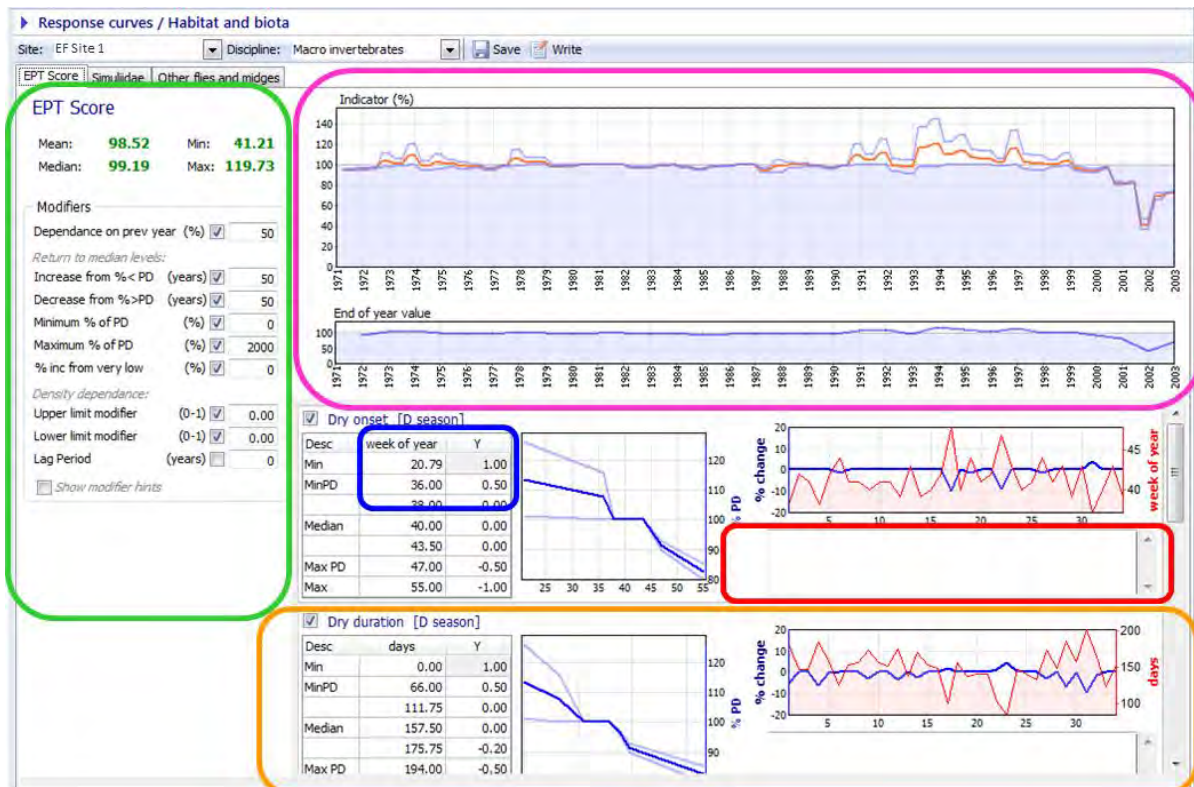 Response curves / Habitat and biota
Site: EF Site 1 Discipline: Macro invertebrates Save Write
EPT Score Simuliidae Other flies and midges
EPT Score
Mean: 98.52 Min: 41.21
Median: 99.19 Max: 119.73
Modifiers
Dependance on prev year (%) 50
Return to median levels:
Increase from %< PD (years) 50
Decrease from %>PD (years) 50
Minimum % of PD (%) 0
Maximum % of PD (%) 2000
% inc from very low (%) 0
Density dependance:
Upper limit modifier (0-1) 0.00
Lower limit modifier (0-1) 0.00
Lag Period (years) 0
Show modifier hints
Indicator (%)
140
120
100
80
60
40
20
0
1971 1972 1973 1974 1975 1976 1977 1978 1979 1980 1981 1982 1983 1984 1985 1986 1987 1988 1989 1990 1991 1992 1993 1994 1995 1996 1997 1998 1999 2000 2001 2002 2003
End of year value
100
50
0
1971 1972 1973 1974 1975 1976 1977 1978 1979 1980 1981 1982 1983 1984 1985 1986 1987 1988 1989 1990 1991 1992 1993 1994 1995 1996 1997 1998 1999 2000 2001 2002 2003
Dry onset [D season]
Desc week of year Y
Min 20.79 1.00
MinPD 36.00 0.50
38.00 0.00
Median 40.00 0.00
43.50 0.00
Max PD 47.00 -0.50
Max 55.00 -1.00
120
110
100
90
80
% PD
25 30 35 40 43 50 55
% change
20
10
0
-10
-20
5 10 15 20 25 30
45
40
week of year
Dry duration [D season]
Desc days Y
Min 0.00 1.00
MinPD 66.00 0.50
111.75 0.00
Median 157.50 0.00
175.75 -0.20
Max PD 194.00 -0.50
120
110
100
90
% PD
% change
20
10
0
-10
-20
5 10 15 20 25 30
200
150
100
days